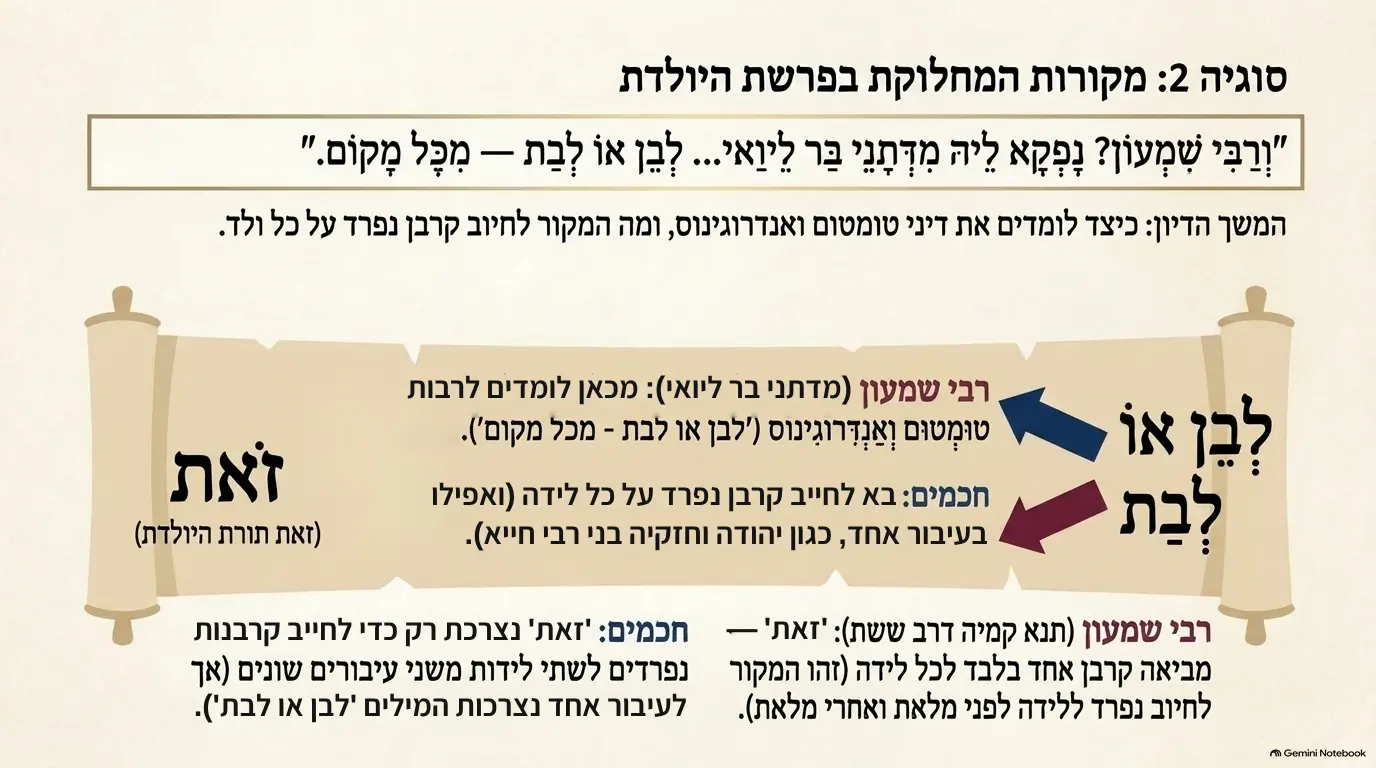 סוגיה 2: מקורות המחלוקת בפרשת היולדת
"וְרַבִּי שִׁמְעוֹן? נָפְקָא לֵיהּ מִדְּתָנֵי בַּר לֵיוַאי... לְבֵן אוֹ לְבַת — מִכׇּל מָקוֹם."
המשך הדיון: כיצד לומדים את דיני טומטום ואנדרוגינוס, ומה המקור לחיוב קרבן נפרד על כל ולד.
לְבֵן אוֹ
לְבַת
רבי שמעון (מדתני בר ליואי): מכאן לומדים לרבות
טוּמְטוּם וְאַנְדְּרוֹגִינוֹס ('לבן או לבת - מכל מקום').
חכמים: בא לחייב קרבן נפרד על כל לידה (ואפילו
בעיבור אחד, כגון יהודה וחזקיה בני רבי חייא).
זֹאת
(זאת תורת היולדת)
רבי שמעון (תנא קמיה דרב ששת): 'זאת' —
מביאה קרבן אחד בלבד לכל לידה (זהו המקור
לחיוב נפרד ללידה לפני מלאת ואחרי מלאת).
חכמים: 'זאת' נצרכת רק כדי לחייב קרבנות
נפרדים לשתי לידות משני עיבורים שונים (אך
לעיבור אחד נצרכות המילים 'לבן או לבת').
Gemini Notebook